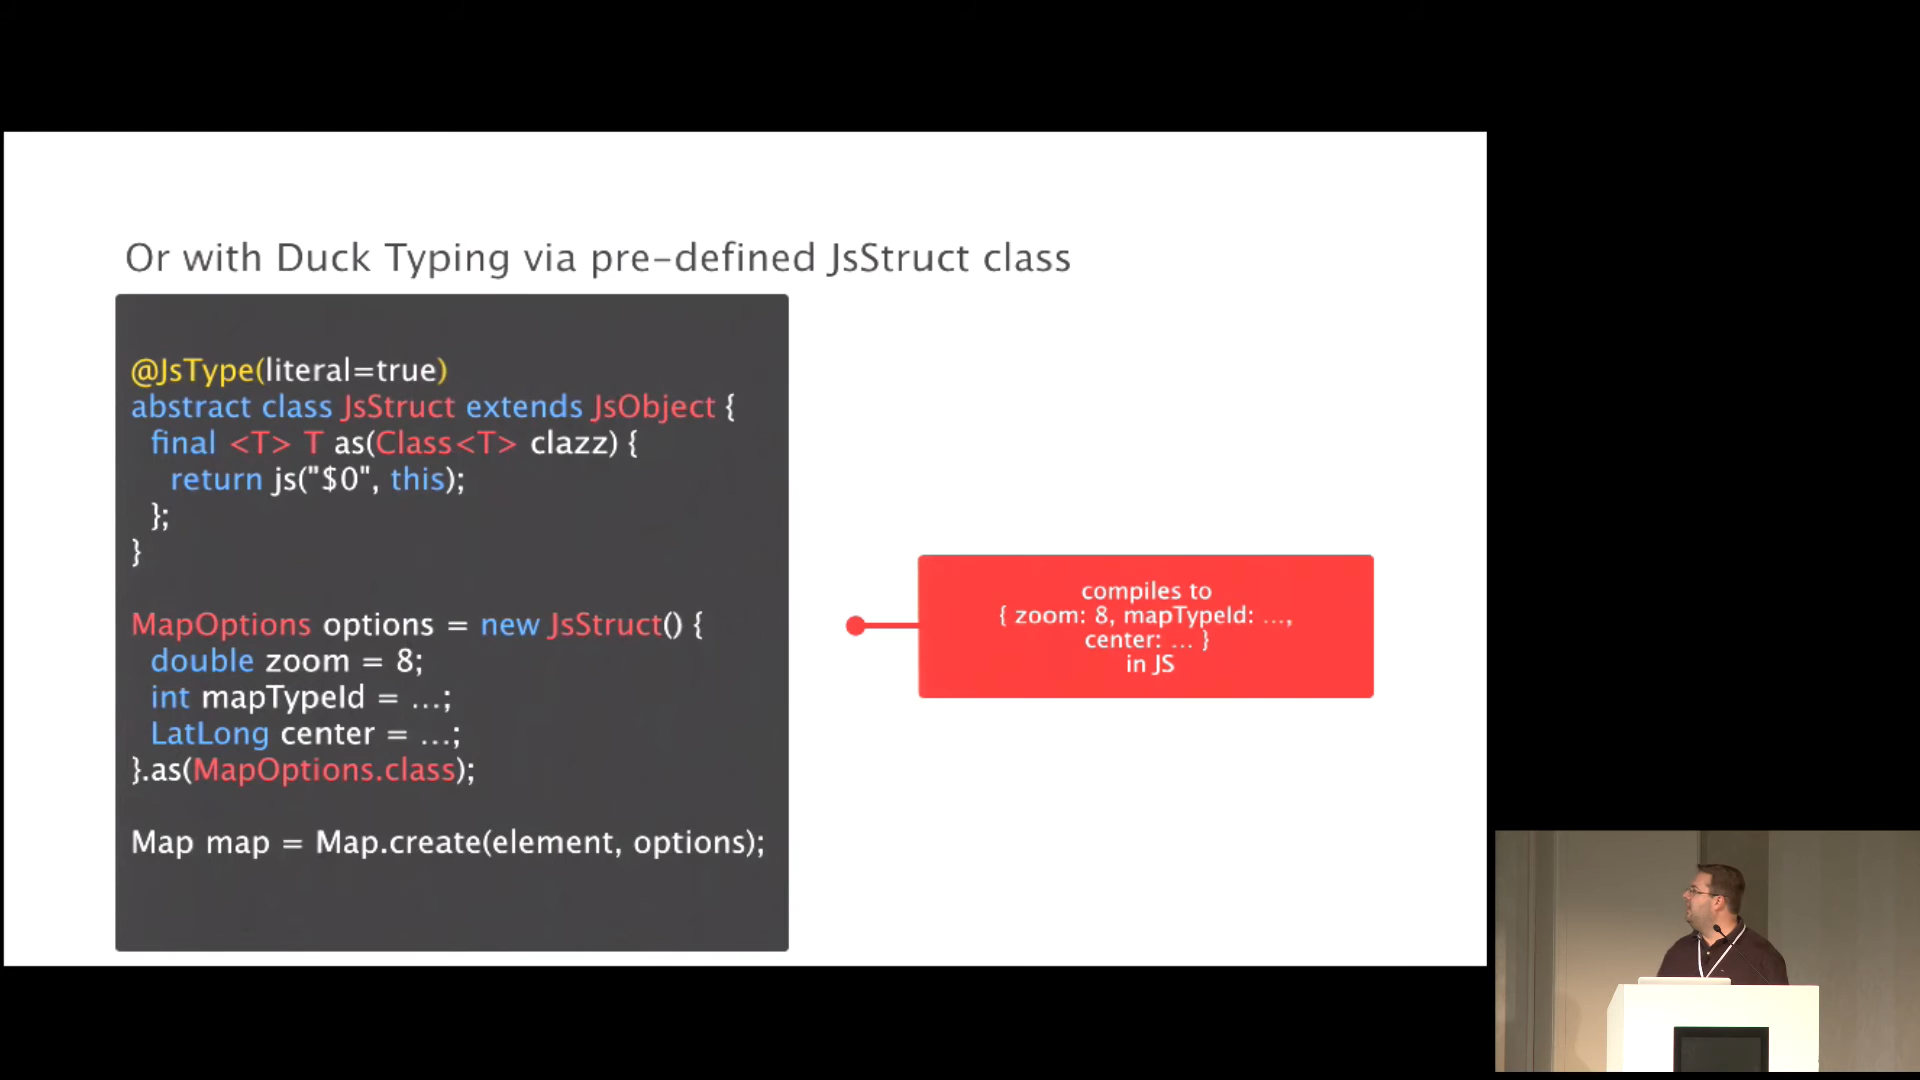 Or with Duck Typing via pre-defined JsStruct class
@JsType(literal=true)
abstract class JsStruct extends JsObject {
final <T> T as(Class<T> clazz) {
return js("$0", this);
};
}
MapOptions options = new JsStruct() {
double zoom = 8;
int mapTypeId = ...;
LatLong center = ...;
}.as(MapOptions.class);
Map map = Map.create(element, options);
compiles to
{ zoom: 8, mapTypeId: ...,
center: ... }
in JS